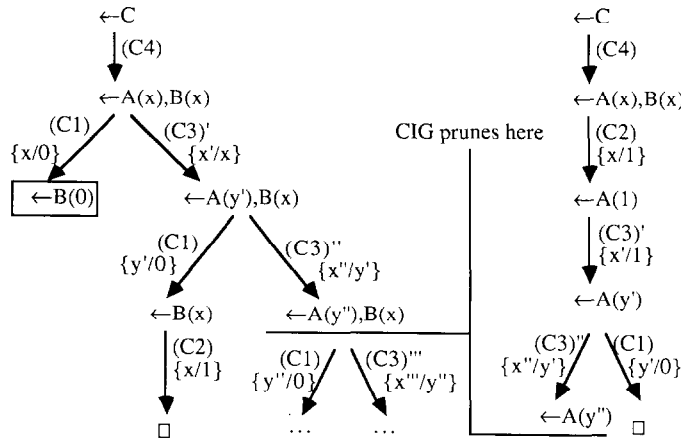 ←C
(C4)
←A(x),B(x)
(C1)
{x/0}
(C3)'
{x'/x}
←B(0)
←A(y'),B(x)
(C1)
{y'/0}
(C3)''
{x''/y'}
←B(x)
←A(y''),B(x)
(C2)
{x/1}
(C1)
{y''/0}
(C3)'''
{x'''/y''}
□
...
...
CIG prunes here
←C
(C4)
←A(x),B(x)
(C2)
{x/1}
←A(1)
(C3)'
{x'/1}
←A(y')
(C3)''
{x''/y'}
(C1)
{y'/0}
←A(y'')
□